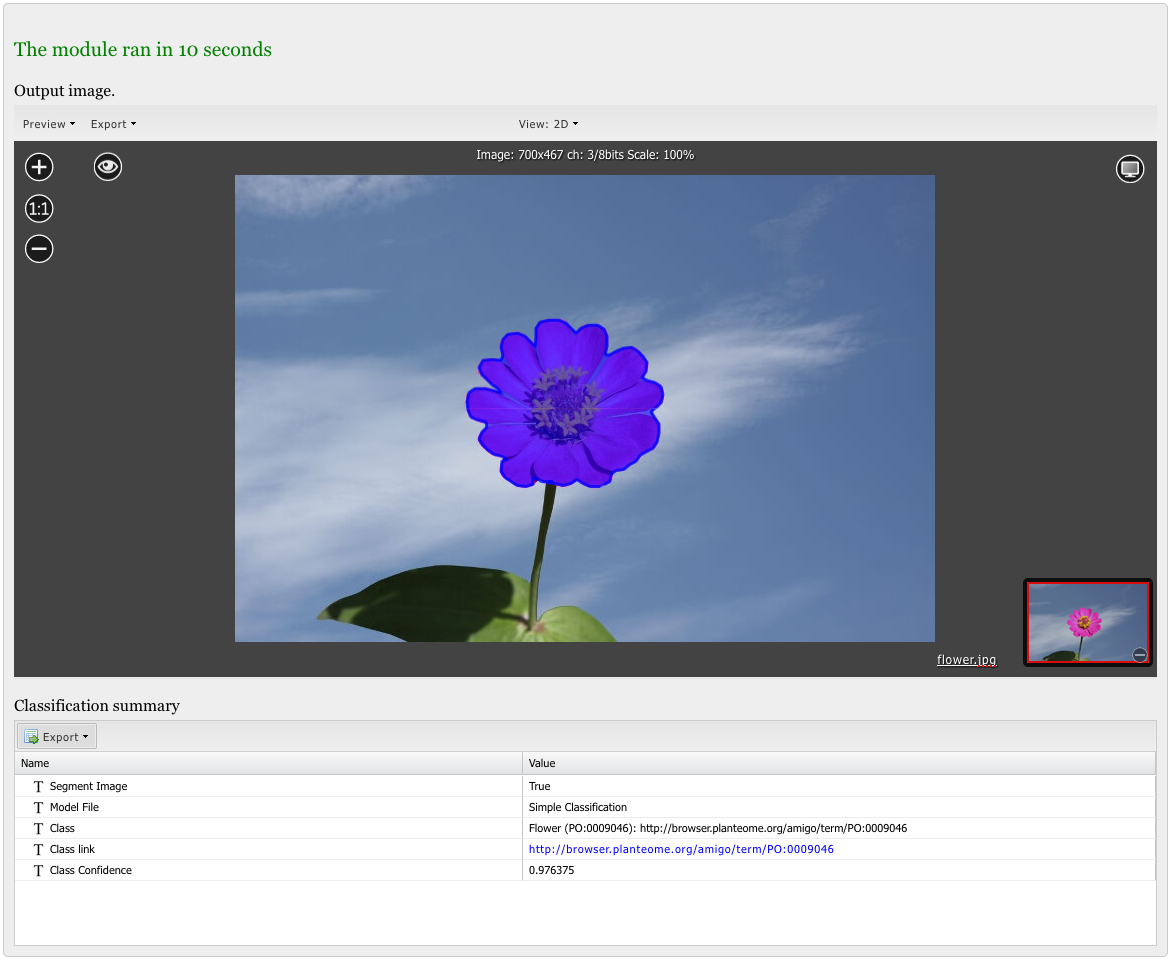 The module ran in 10 seconds
Output image.
Preview Export View: 2D
Image: 700x467 ch: 3/8bits Scale: 100%
1:1
flower.jpg
Classification summary
Export
Name Value
T Segment Image True
T Model File Simple Classification
T Class Flower (PO:0009046): http://browser.planteome.org/amigo/term/PO:0009046
T Class link http://browser.planteome.org/amigo/term/PO:0009046
T Class Confidence 0.976375